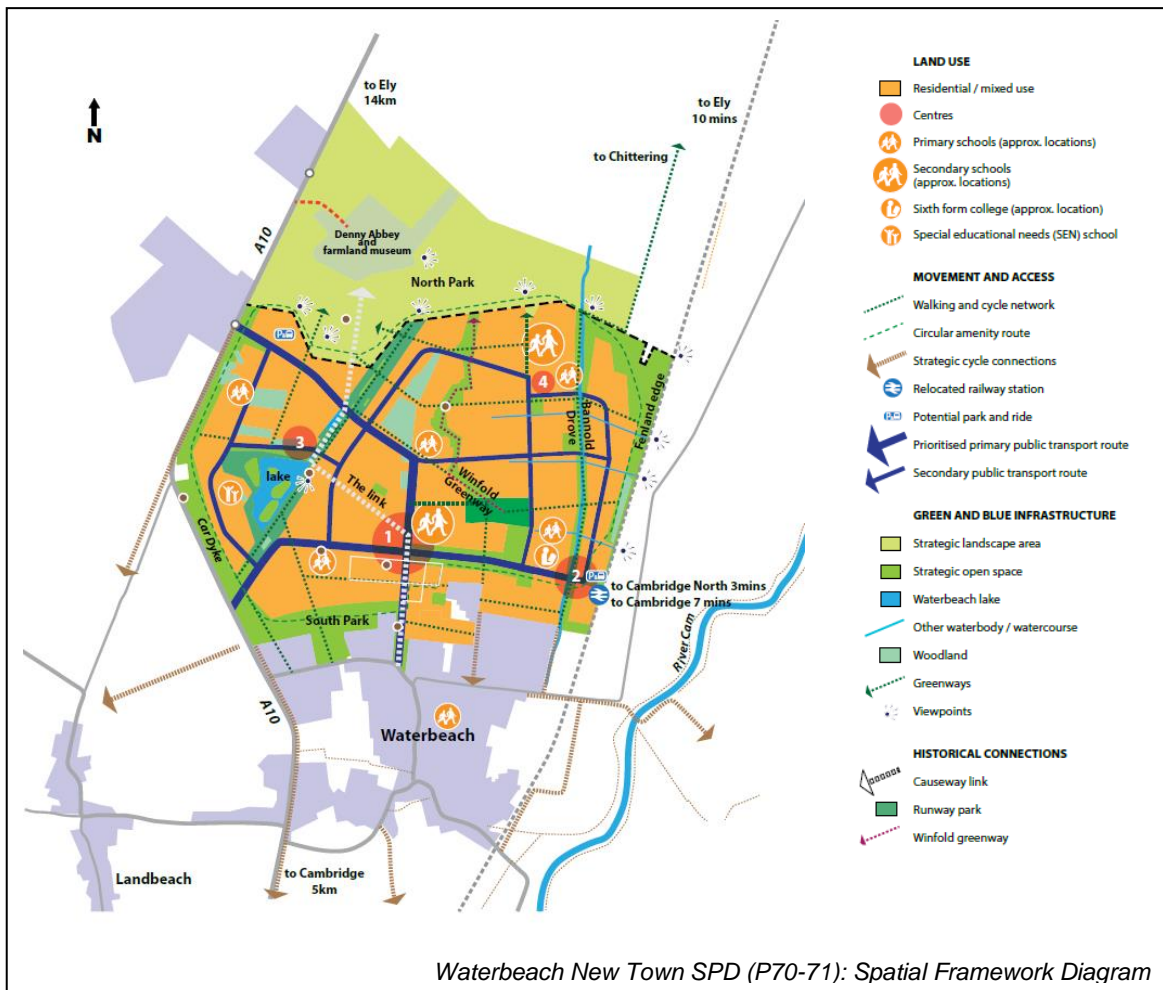 to Ely
14km
N
to Ely
10 mins
to Chittering
A10
Denny Abbey
and
farmland museum
North Park
P
4
Bannold
Drove
Fenland edge
3
lake
The link
Winfold
Greenway
Car Dyke
1
2
P
to Cambridge North 3mins
to Cambridge 7 mins
South Park
River Cam
A10
Waterbeach
Landbeach
to Cambridge
5km
LAND USE
Residential / mixed use
Centres
Primary schools (approx. locations)
Secondary schools
(approx. locations)
Sixth form college (approx. location)
Special educational needs (SEN) school
MOVEMENT AND ACCESS
Walking and cycle network
Circular amenity route
Strategic cycle connections
Relocated railway station
P
Potential park and ride
Prioritised primary public transport route
Secondary public transport route
GREEN AND BLUE INFRASTRUCTURE
Strategic landscape area
Strategic open space
Waterbeach lake
Other waterbody / watercourse
Woodland
Greenways
Viewpoints
HISTORICAL CONNECTIONS
Causeway link
Runway park
Winfold greenway
Waterbeach New Town SPD (P70-71): Spatial Framework Diagram